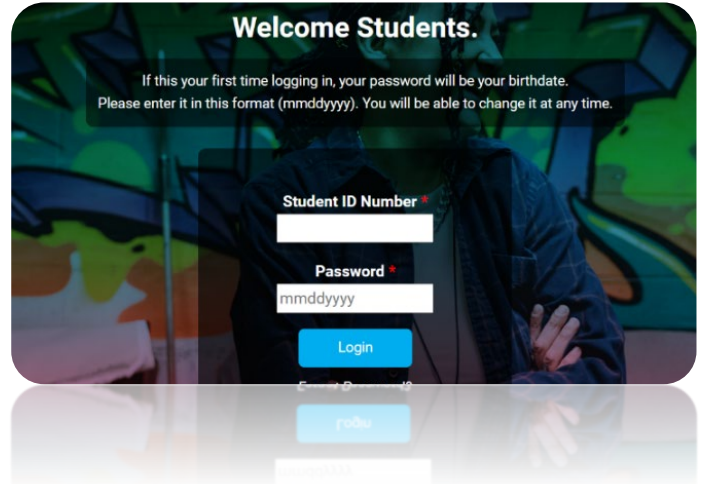 Welcome Students.
If this your first time logging in, your password will be your birthdate.
Please enter it in this format (mmddyyyy). You will be able to change it at any time.
Student ID Number *
Password *
mmddyyyy
Login